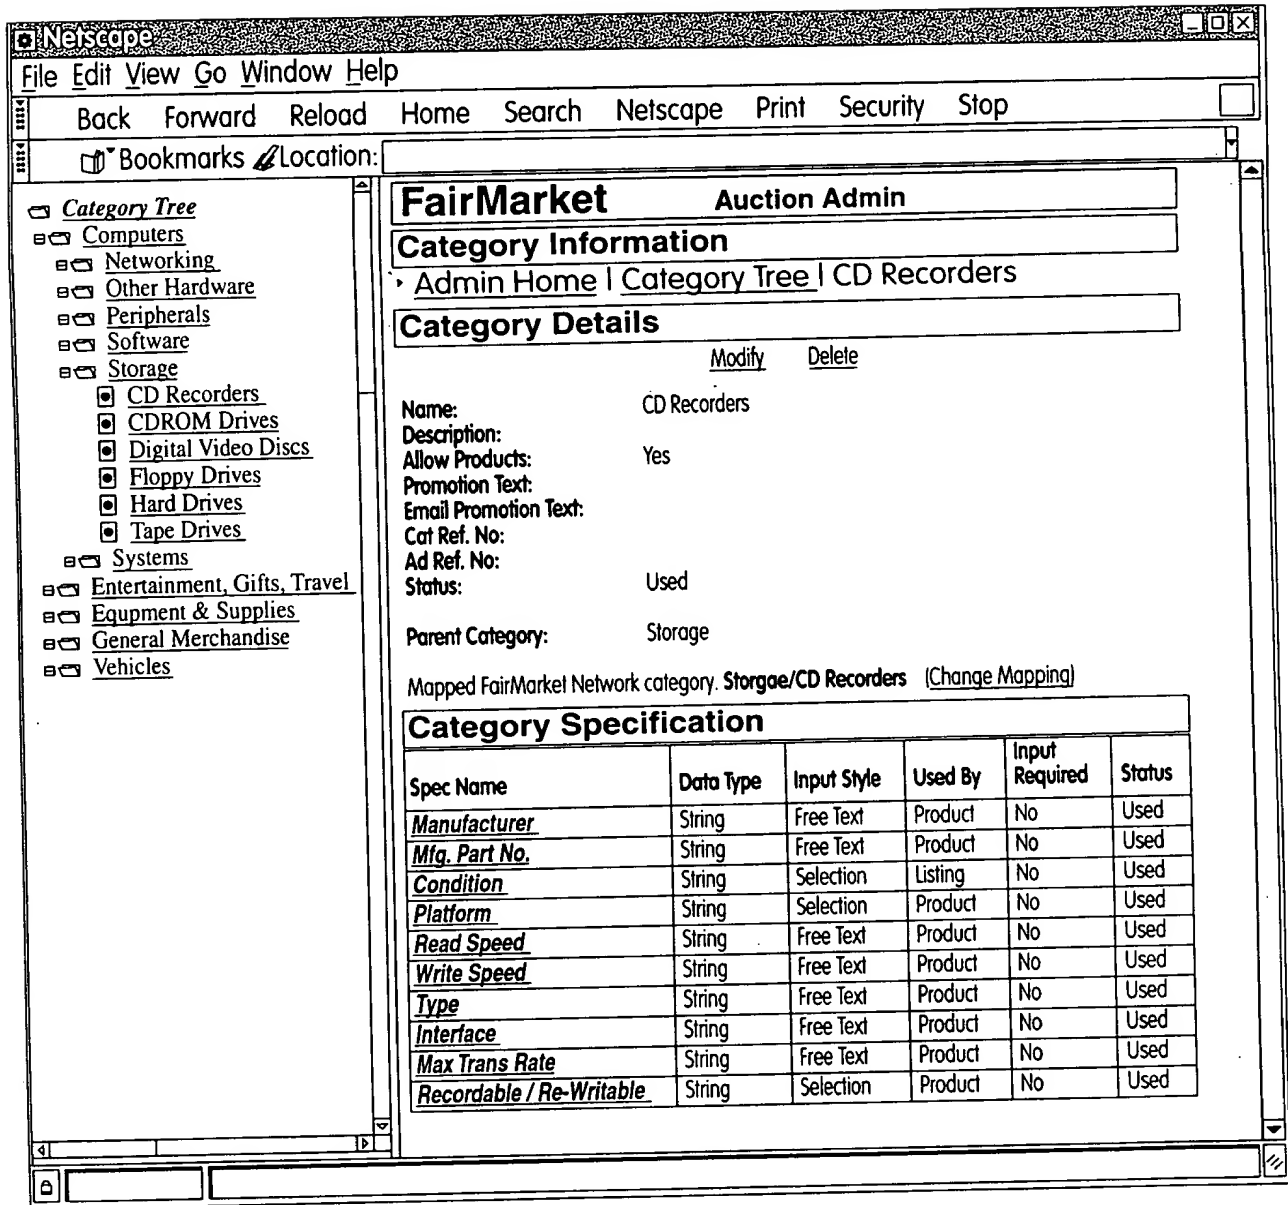 Netscape
File Edit View Go Window Help
Back Forward Reload Home Search Netscape Print Security Stop
Bookmarks Location:
Category Tree
Computers
Networking
Other Hardware
Peripherals
Software
Storage
CD Recorders
CDROM Drives
Digital Video Discs
Floppy Drives
Hard Drives
Tape Drives
Systems
Entertainment, Gifts, Travel
Equpment & Supplies
General Merchandise
Vehicles
FairMarket Auction Admin
Category Information
Admin Home | Category Tree | CD Recorders
Category Details
Modify Delete
Name: CD Recorders
Description:
Allow Products: Yes
Promotion Text:
Email Promotion Text:
Cat Ref. No:
Ad Ref. No:
Status: Used
Parent Category: Storage
Mapped FairMarket Network category. Storgae/CD Recorders (Change Mapping)
Category Specification
Spec Name Data Type Input Style Used By Input Required Status
Manufacturer String Free Text Product No Used
Mfg. Part No. String Free Text Product No Used
Condition String Selection Listing No Used
Platform String Selection Product No Used
Read Speed String Free Text Product No Used
Write Speed String Free Text Product No Used
Type String Free Text Product No Used
Interface String Free Text Product No Used
Max Trans Rate String Free Text Product No Used
Recordable / Re-Writable String Selection Product No Used